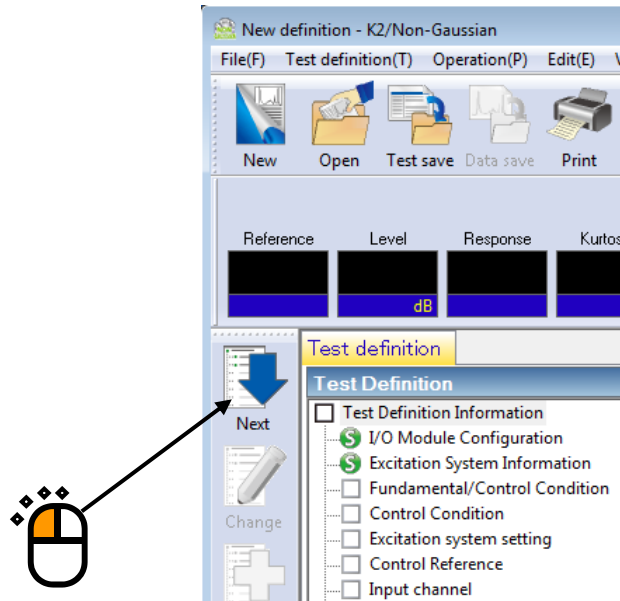 New definition - K2/Non-Gaussian
File(F) Test definition(T) Operation(P) Edit(E)
New Open Test save Data save Print
Reference Level Response Kurtos
dB
Test definition
Test Definition
Next
Test Definition Information
S I/O Module Configuration
S Excitation System Information
Fundamental/Control Condition
Change
Control Condition
Excitation system setting
Control Reference
Input channel